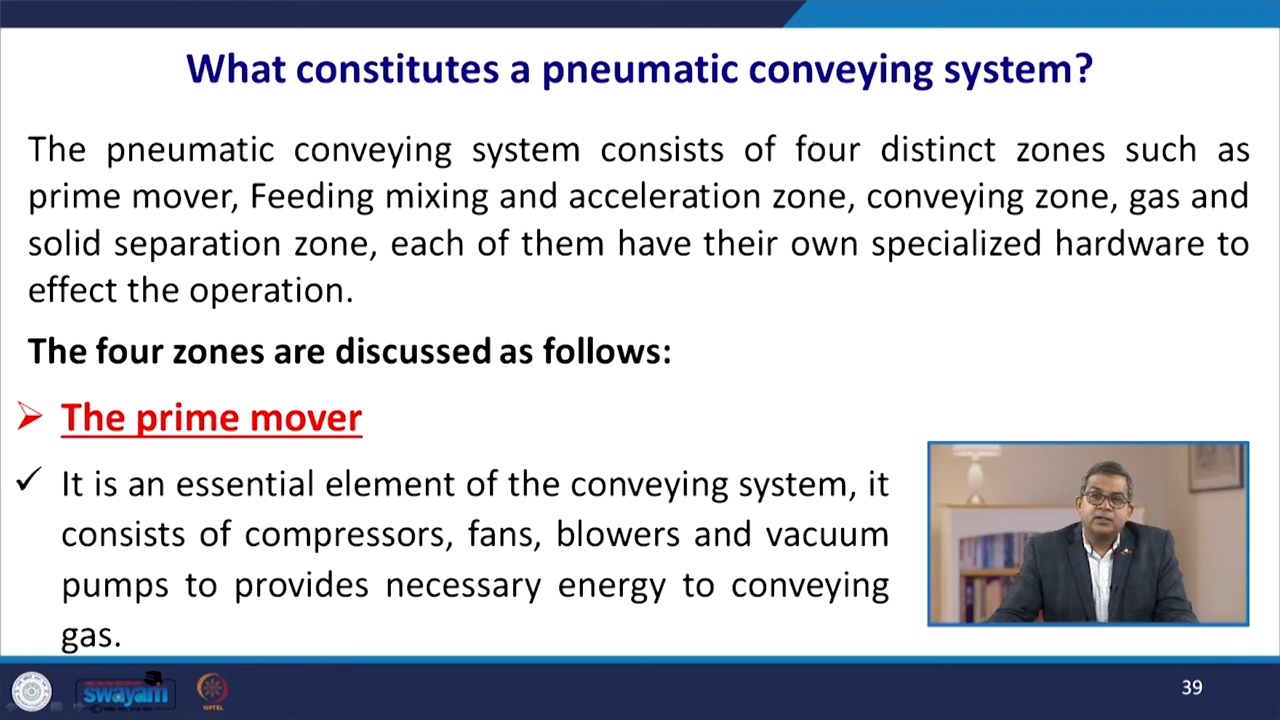 What constitutes a pneumatic conveying system?
The pneumatic conveying system consists of four distinct zones such as
prime mover, Feeding mixing and acceleration zone, conveying zone, gas and
solid separation zone, each of them have their own specialized hardware to
effect the operation.
The four zones are discussed as follows:
The prime mover
It is an essential element of the conveying system, it
consists of compressors, fans, blowers and vacuum
pumps to provides necessary energy to conveying
gas.
swayam
NPTEL
39